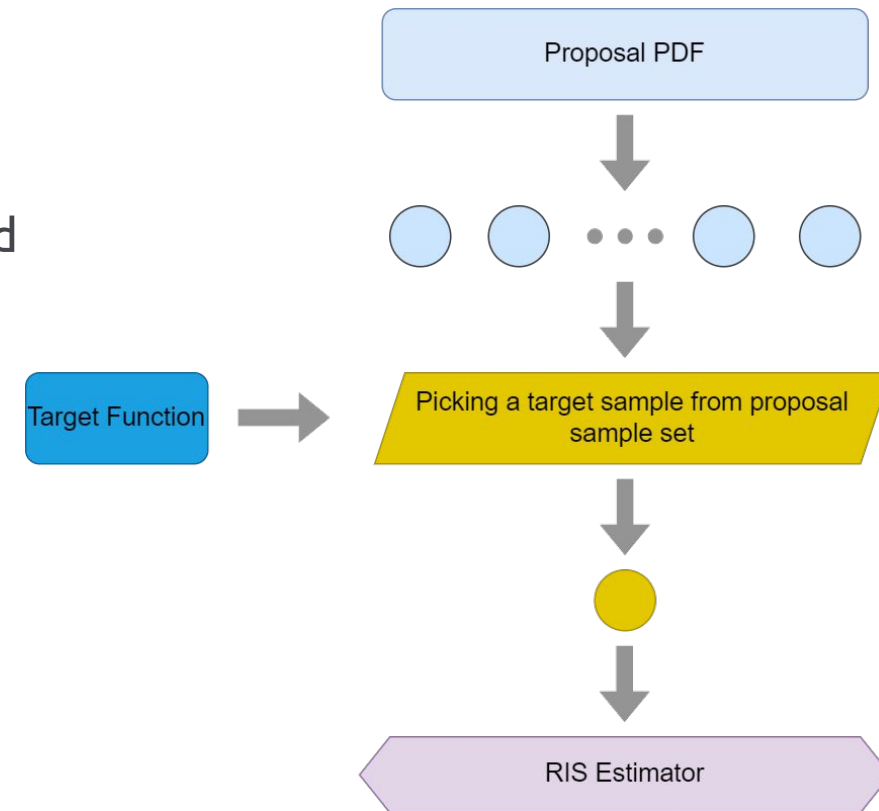 Proposal PDF
Target Function
Picking a target sample from proposal
sample set
RIS Estimator